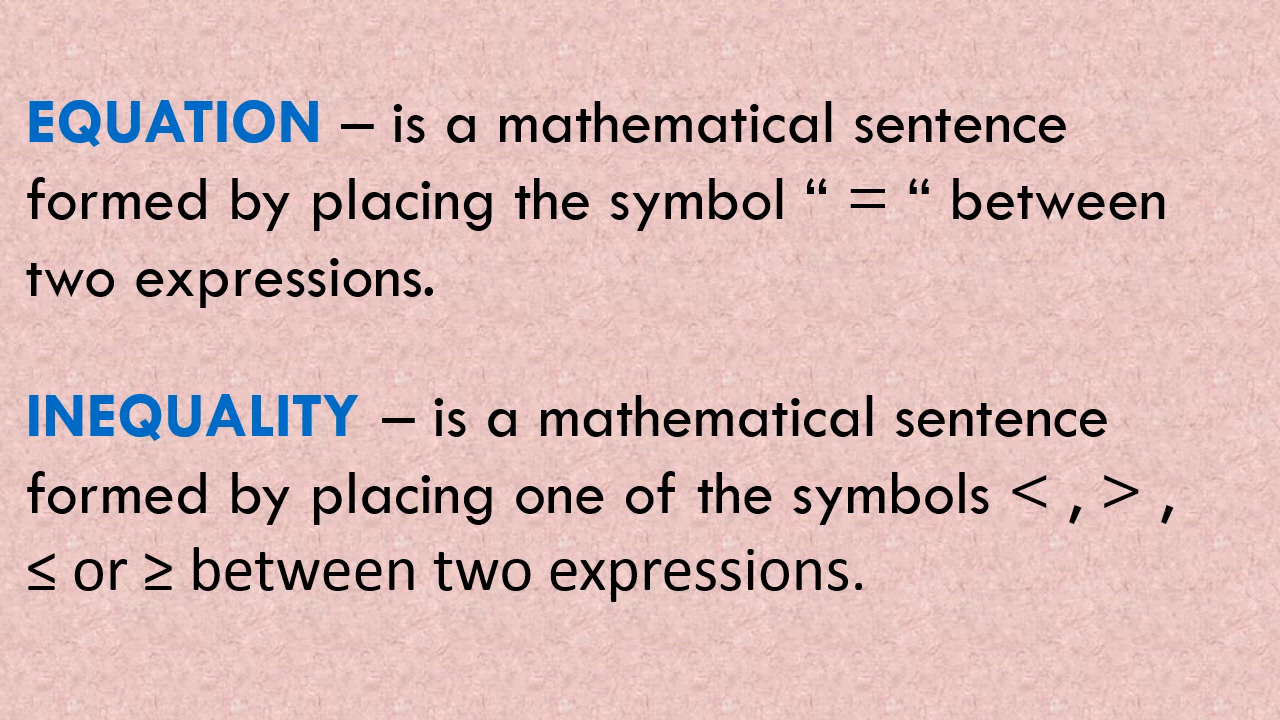 EQUATION – is a mathematical sentence
formed by placing the symbol “ = “ between
two expressions.
INEQUALITY – is a mathematical sentence
formed by placing one of the symbols < , > ,
≤ or ≥ between two expressions.